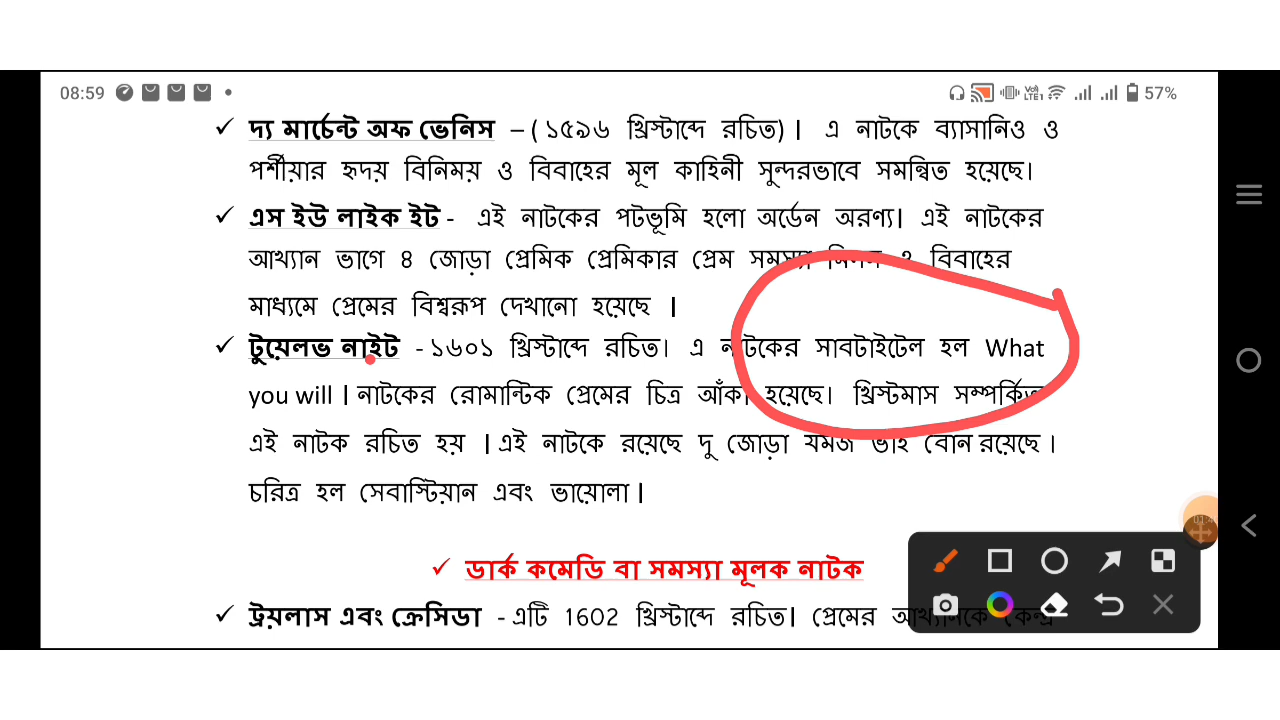 08:59 57%
✓ দ্য মার্চেন্ট অফ ভেনিস – ( ১৫৯৬ খ্রিস্টাব্দে রচিত) । এ নাটকে ব্যাসানিও ও
পর্শীয়ার হৃদয় বিনিময় ও বিবাহের মূল কাহিনী সুন্দরভাবে সমন্বিত হয়েছে।
✓ এস ইউ লাইক ইট - এই নাটকের পটভূমি হলো অর্ডেন অরণ্য। এই নাটকের
আখ্যান ভাগে 8 জোড়া প্রেমিক প্রেমিকার প্রেম সমস্যা মিলন ও বিবাহের
মাধ্যমে প্রেমের বিশ্বরূপ দেখানো হয়েছে ।
✓ টুয়েলভ নাইট - ১৬০১ খ্রিস্টাব্দে রচিত। এ নাটকের সাবটাইটেল হল What
you will । নাটকের রোমান্টিক প্রেমের চিত্র আঁকা হয়েছে। খ্রিস্টমাস সম্পর্কিত
এই নাটক রচিত হয় । এই নাটকে রয়েছে দু জোড়া যমজ ভাই বোন রয়েছে ।
চরিত্র হল সেবাস্টিয়ান এবং ভায়োলা ।
✓ ডার্ক কমেডি বা সমস্যা মূলক নাটক
✓ ট্রয়লাস এবং ক্রেসিডা - এটি 1602 খ্রিস্টাব্দে রচিত। প্রেমের আখ্যানকে কেন্দ্র